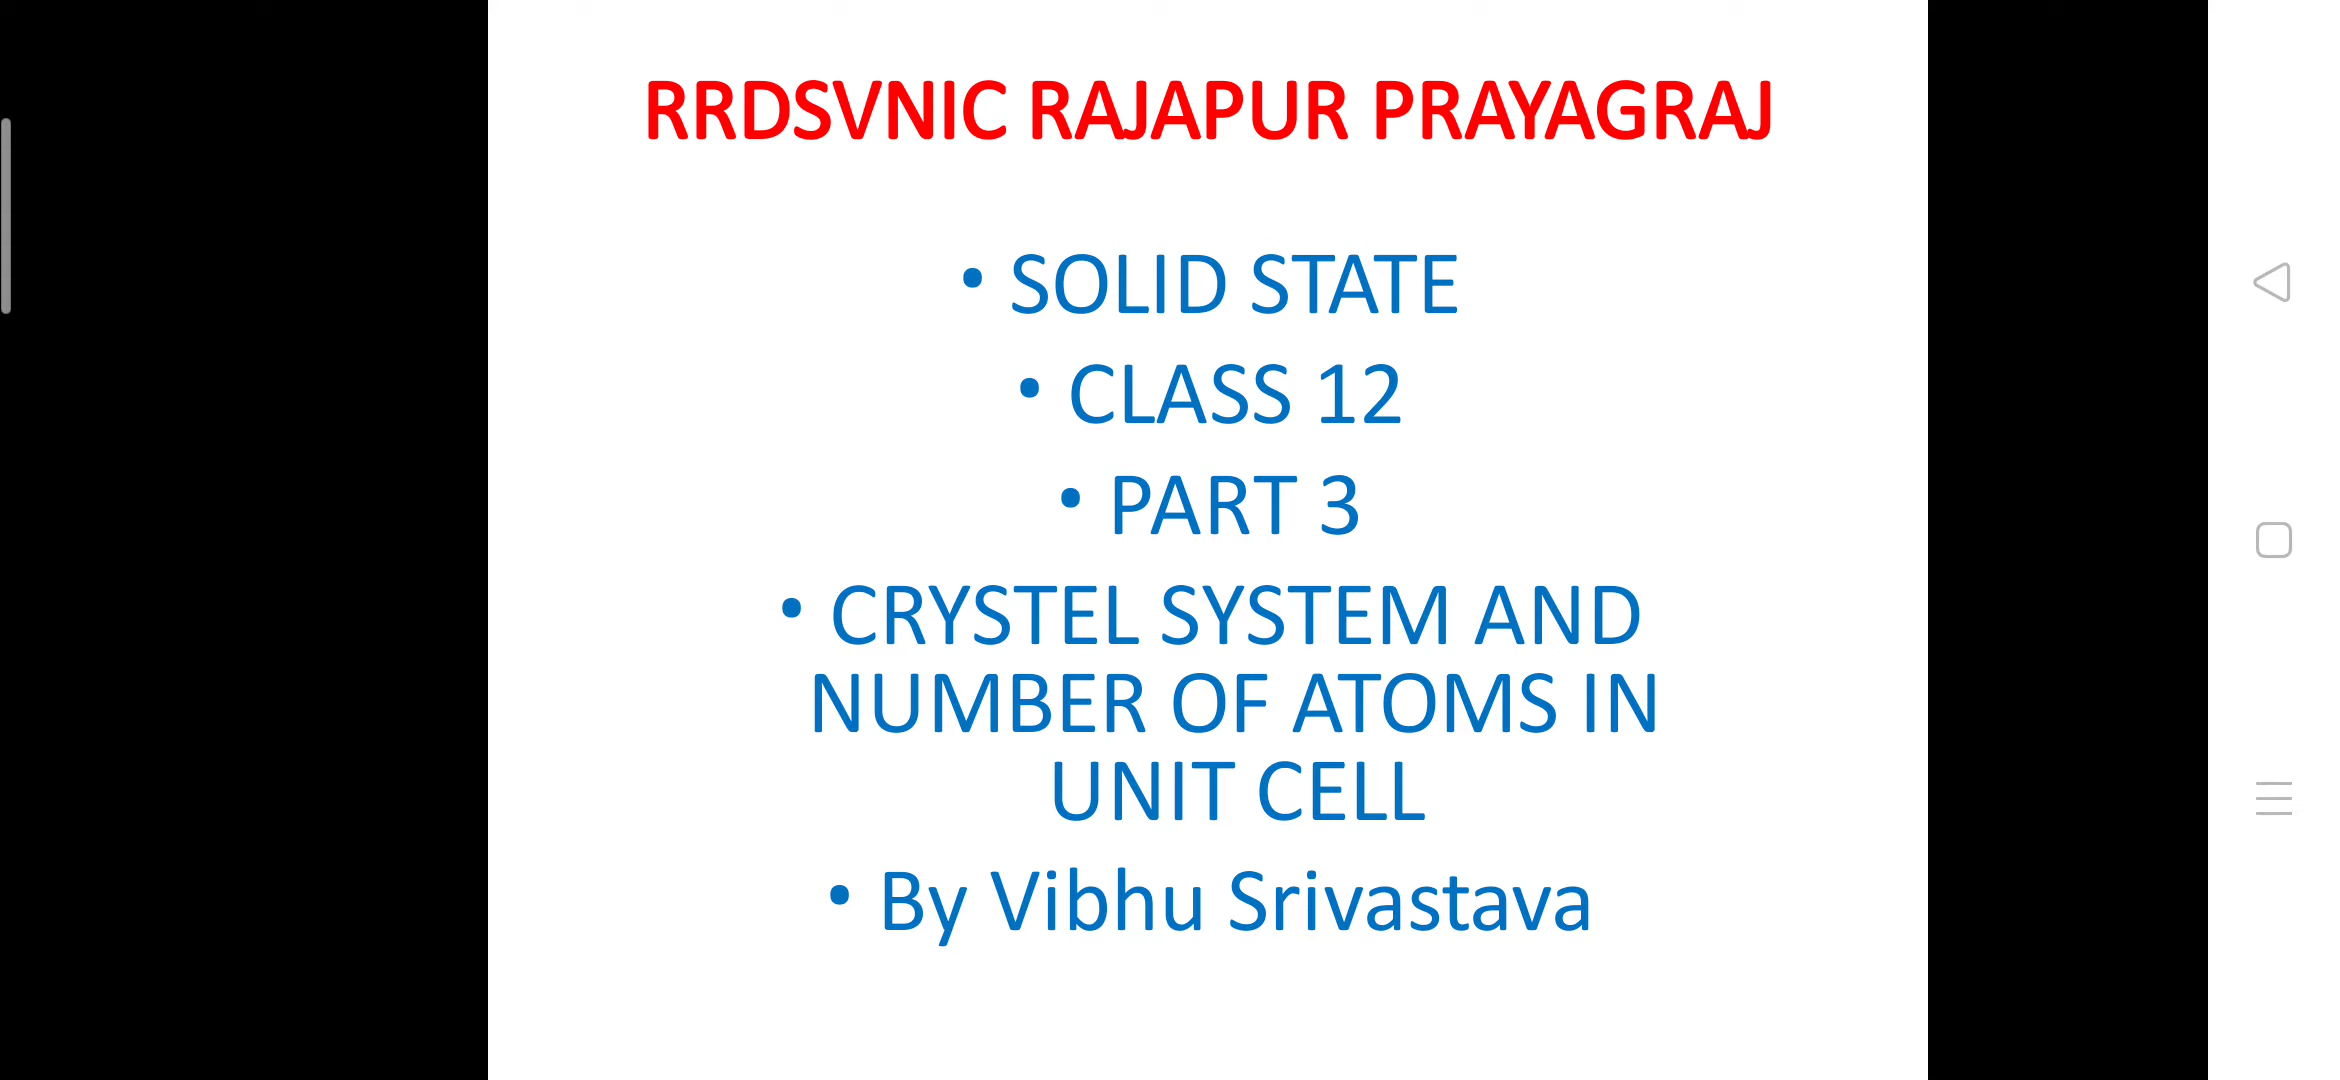 RRDSVNIC RAJAPUR PRAYAGRAJ
• SOLID STATE
• CLASS 12
• PART 3
• CRYSTEL SYSTEM AND
NUMBER OF ATOMS IN
UNIT CELL
• By Vibhu Srivastava